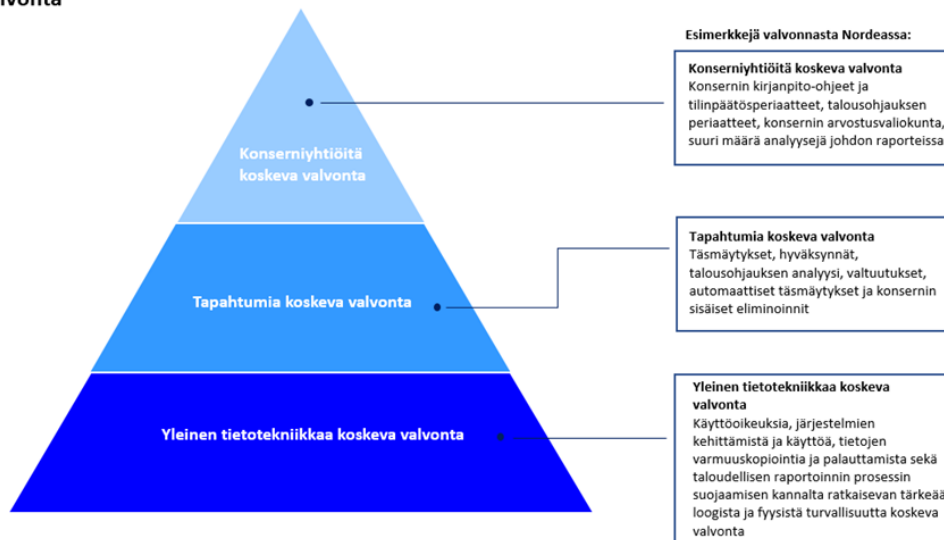 Esimerkkejä valvonnasta Nordeassa:
Konserniyhtiöitä
koskeva valvonta
Konserniyhtiöitä koskeva valvonta
Konsernin kirjanpito-ohjeet ja
tilinpäätösperiaatteet, talousohjauksen
periaatteet, konsernin arvostusvaliokunta,
suuri määrä analyysejä johdon raporteissa
Tapahtumia koskeva valvonta
Tapahtumia koskeva valvonta
Täsmäytykset, hyväksynnät,
talousohjauksen analyysi, valtuutukset,
automaattiset täsmäytykset ja konsernin
sisäiset eliminoinnit
Yleinen tietotekniikkaa koskeva valvonta
Yleinen tietotekniikkaa koskeva
valvonta
Käyttöoikeuksia, järjestelmien
kehittämistä ja käyttöä, tietojen
varmuuskopiointia ja palauttamista sekä
taloudellisen raportoinnin prosessin
suojaamisen kannalta ratkaisevan tärkeää
loogista ja fyysistä turvallisuutta koskeva
valvonta